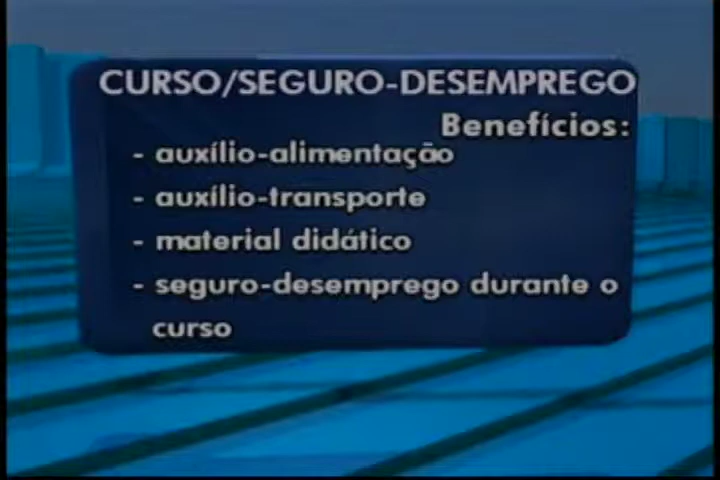 CURSO/SEGURO-DESEMPREGO
Benefícios:
- auxílio-alimentação
- auxílio-transporte
- material didático
- seguro-desemprego durante o
curso